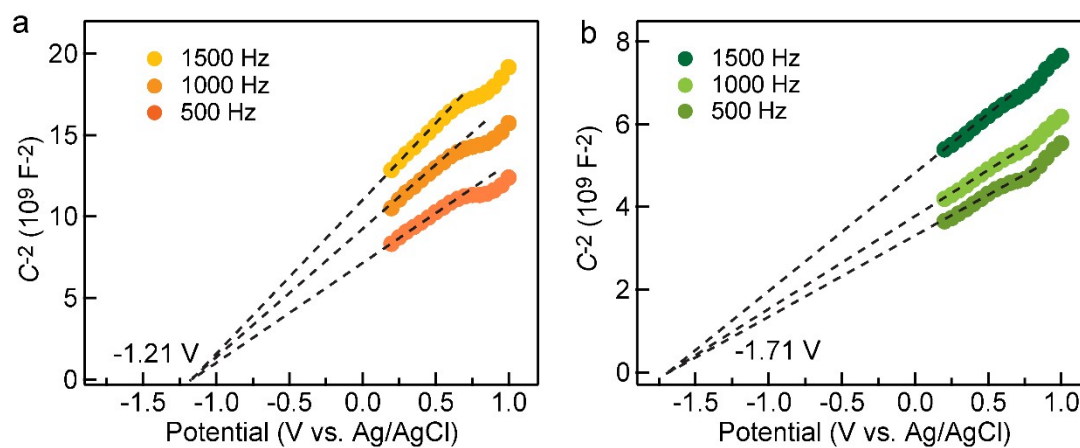 a
20
15
10
5
0
C-2 (10⁹ F-2)
1500 Hz
1000 Hz
500 Hz
-1.21 V
-1.5 -1.0 -0.5 0.0 0.5 1.0
Potential (V vs. Ag/AgCl)
b
8
6
4
2
0
C-2 (10⁹ F-2)
1500 Hz
1000 Hz
500 Hz
-1.71 V
-1.5 -1.0 -0.5 0.0 0.5 1.0
Potential (V vs. Ag/AgCl)